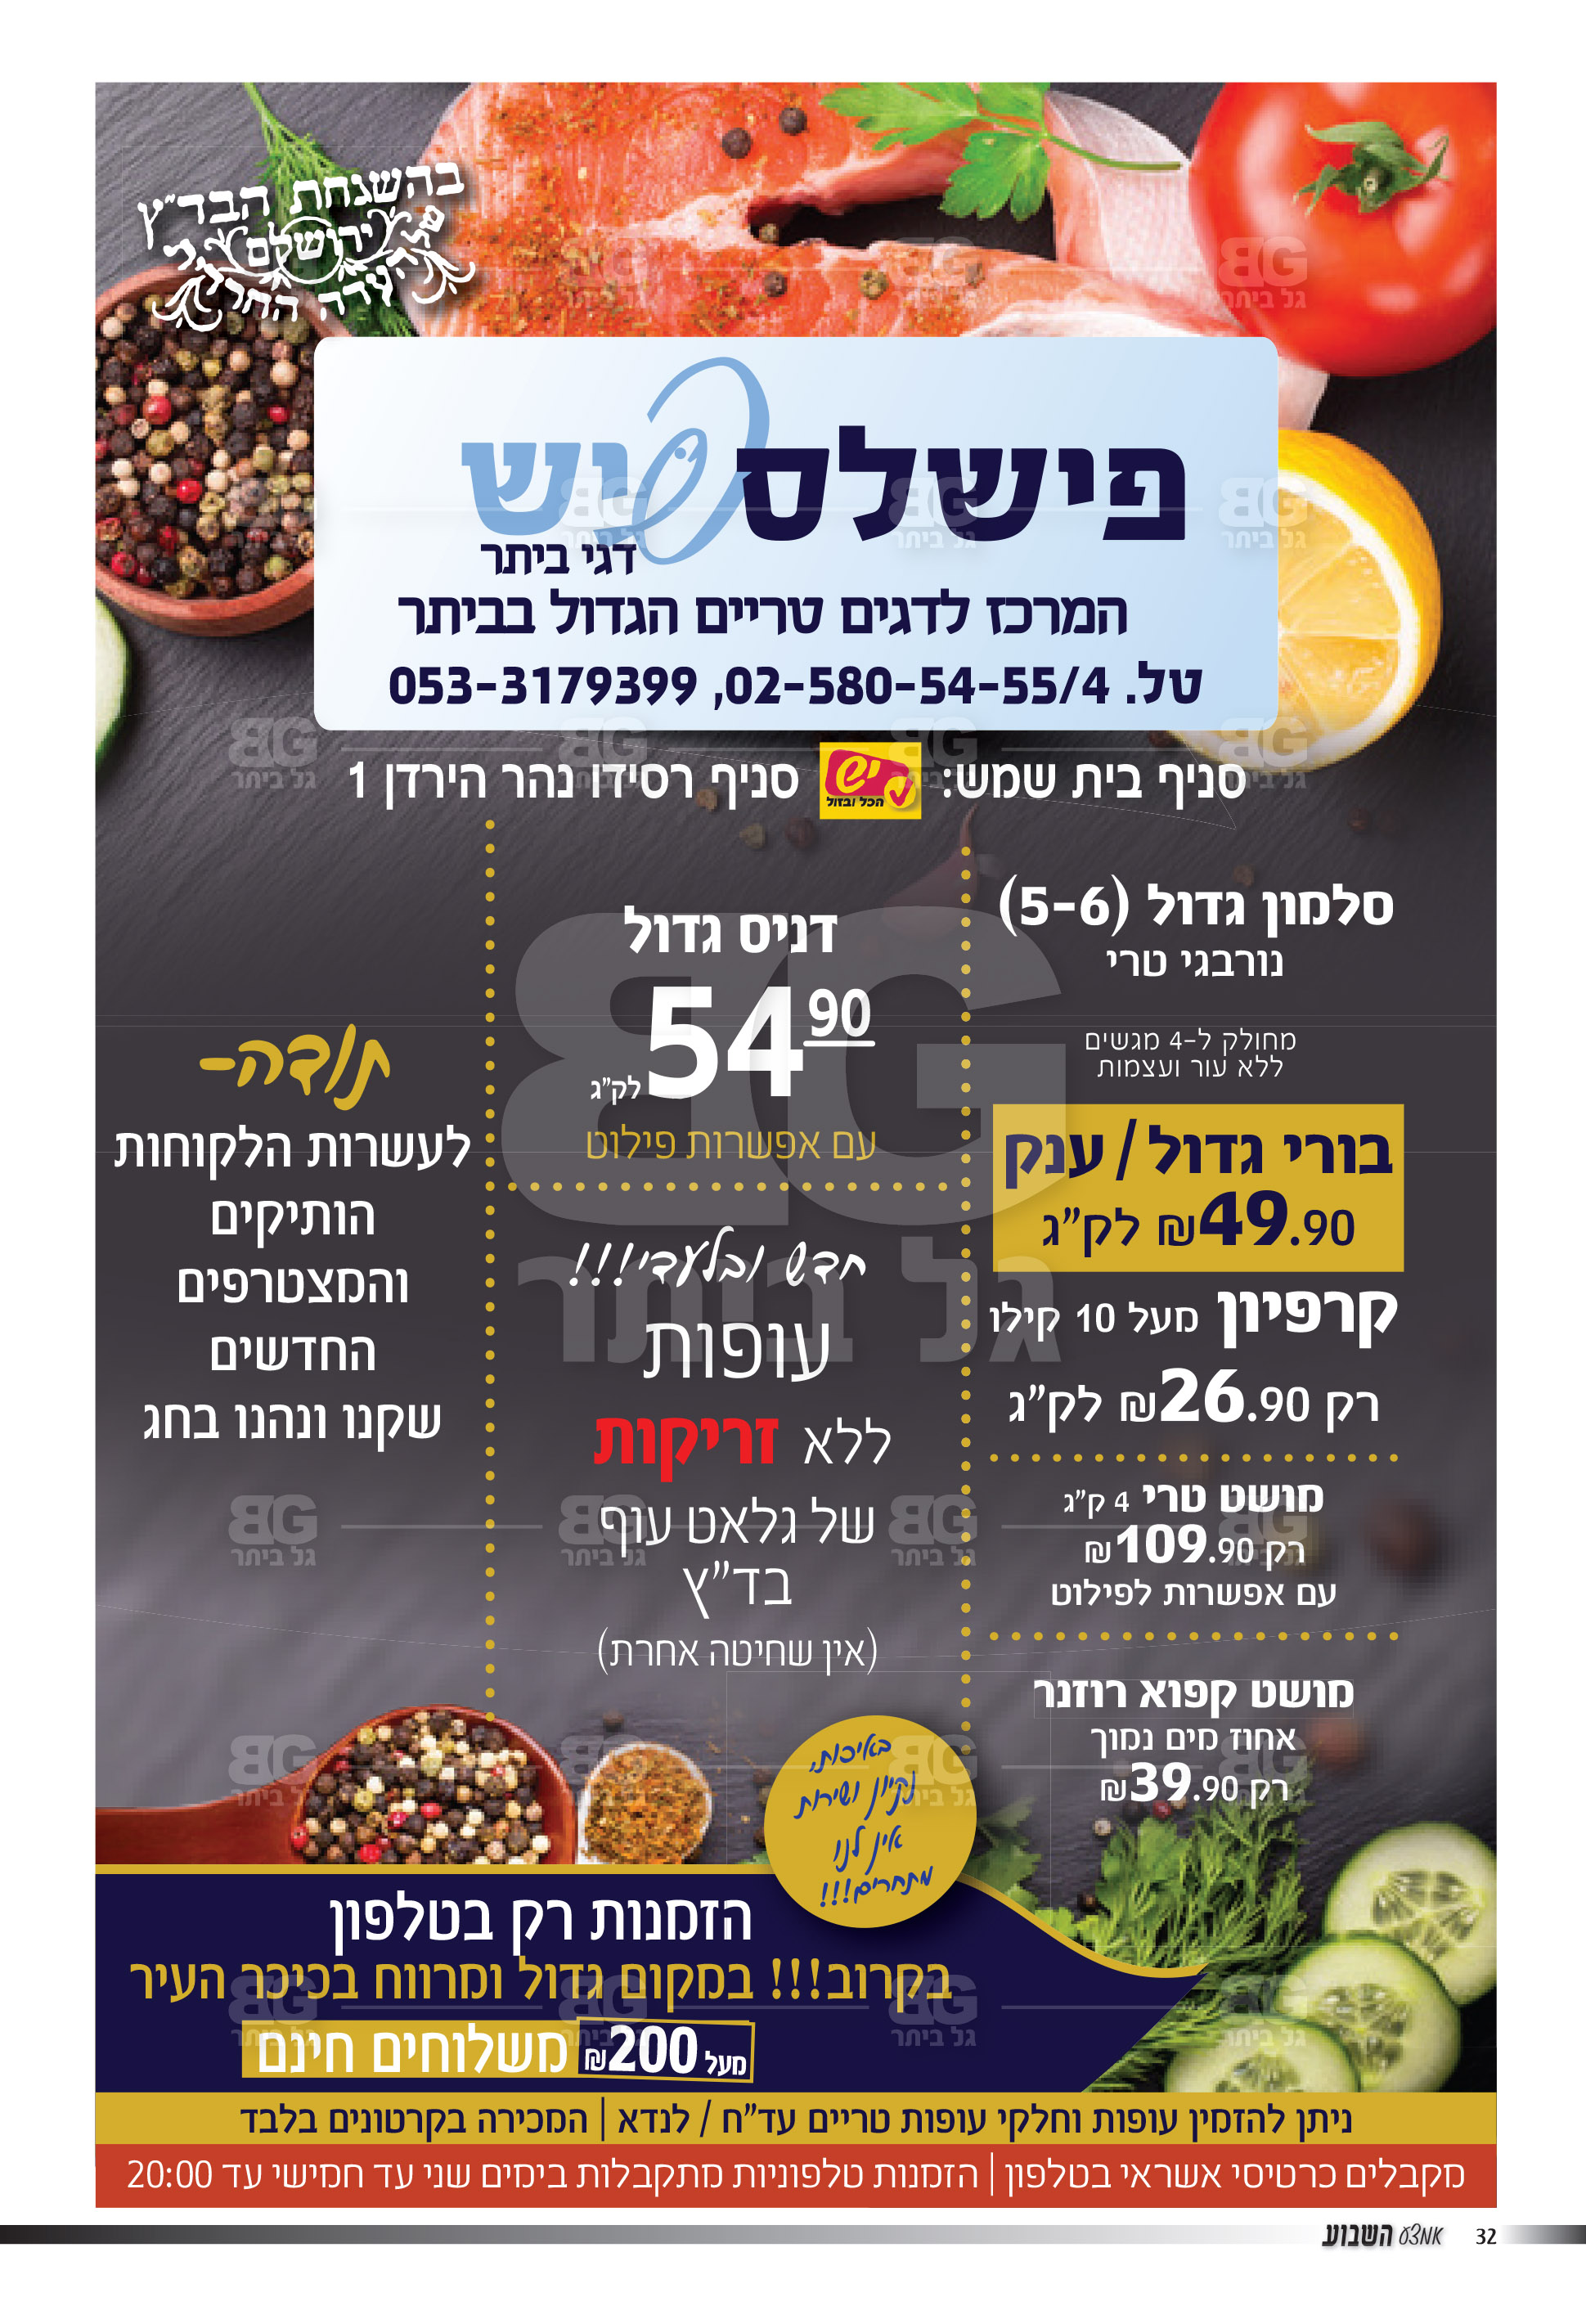 בהשגחת הבד"ץ
ירושלים
פישלס פיש
דגי ביתר
המרכז לדגים טריים הגדול בביתר
טל. 02-580-54-55/4, 053-3179399
סניף בית שמש: יש הכל ובזול סניף רסידו נהר הירדן 1
סלמון גדול (5-6)
נורבגי טרי
מחולק ל-4 מגשים
ללא עור ועצמות
בורי גדול / ענק
49.90₪ לק"ג
קרפיון מעל 10 קילו
רק 26.90₪ לק"ג
מושט טרי 4 ק"ג
רק 109.90₪
עם אפשרות לפילוט
מושט קפוא רוזנר
אחוז מים נמוך
רק 39.90₪
דניס גדול
54.90 לק"ג
עם אפשרות פילוט
חדש ובלעדי!!!
עופות
ללא זריקות
של גלאט עוף
בד"ץ
(אין שחיטה אחרת)
תודה-
לעשרות הלקוחות
הותיקים
והמצטרפים
החדשים
שקנו ונהנו בחג
באיכות,
נקיון ושירות
אין לנו
מתחרים!!!
הזמנות רק בטלפון
בקרוב!!! במקום גדול ומרווח בכיכר העיר
מעל 200₪ משלוחים חינם
ניתן להזמין עופות וחלקי עופות טריים עד"ח / לנדא | המכירה בקרטונים בלבד
מקבלים כרטיסי אשראי בטלפון | הזמנות טלפוניות מתקבלות בימים שני עד חמישי עד 20:00
32 אמצע השבוע
BG
גל ביתר